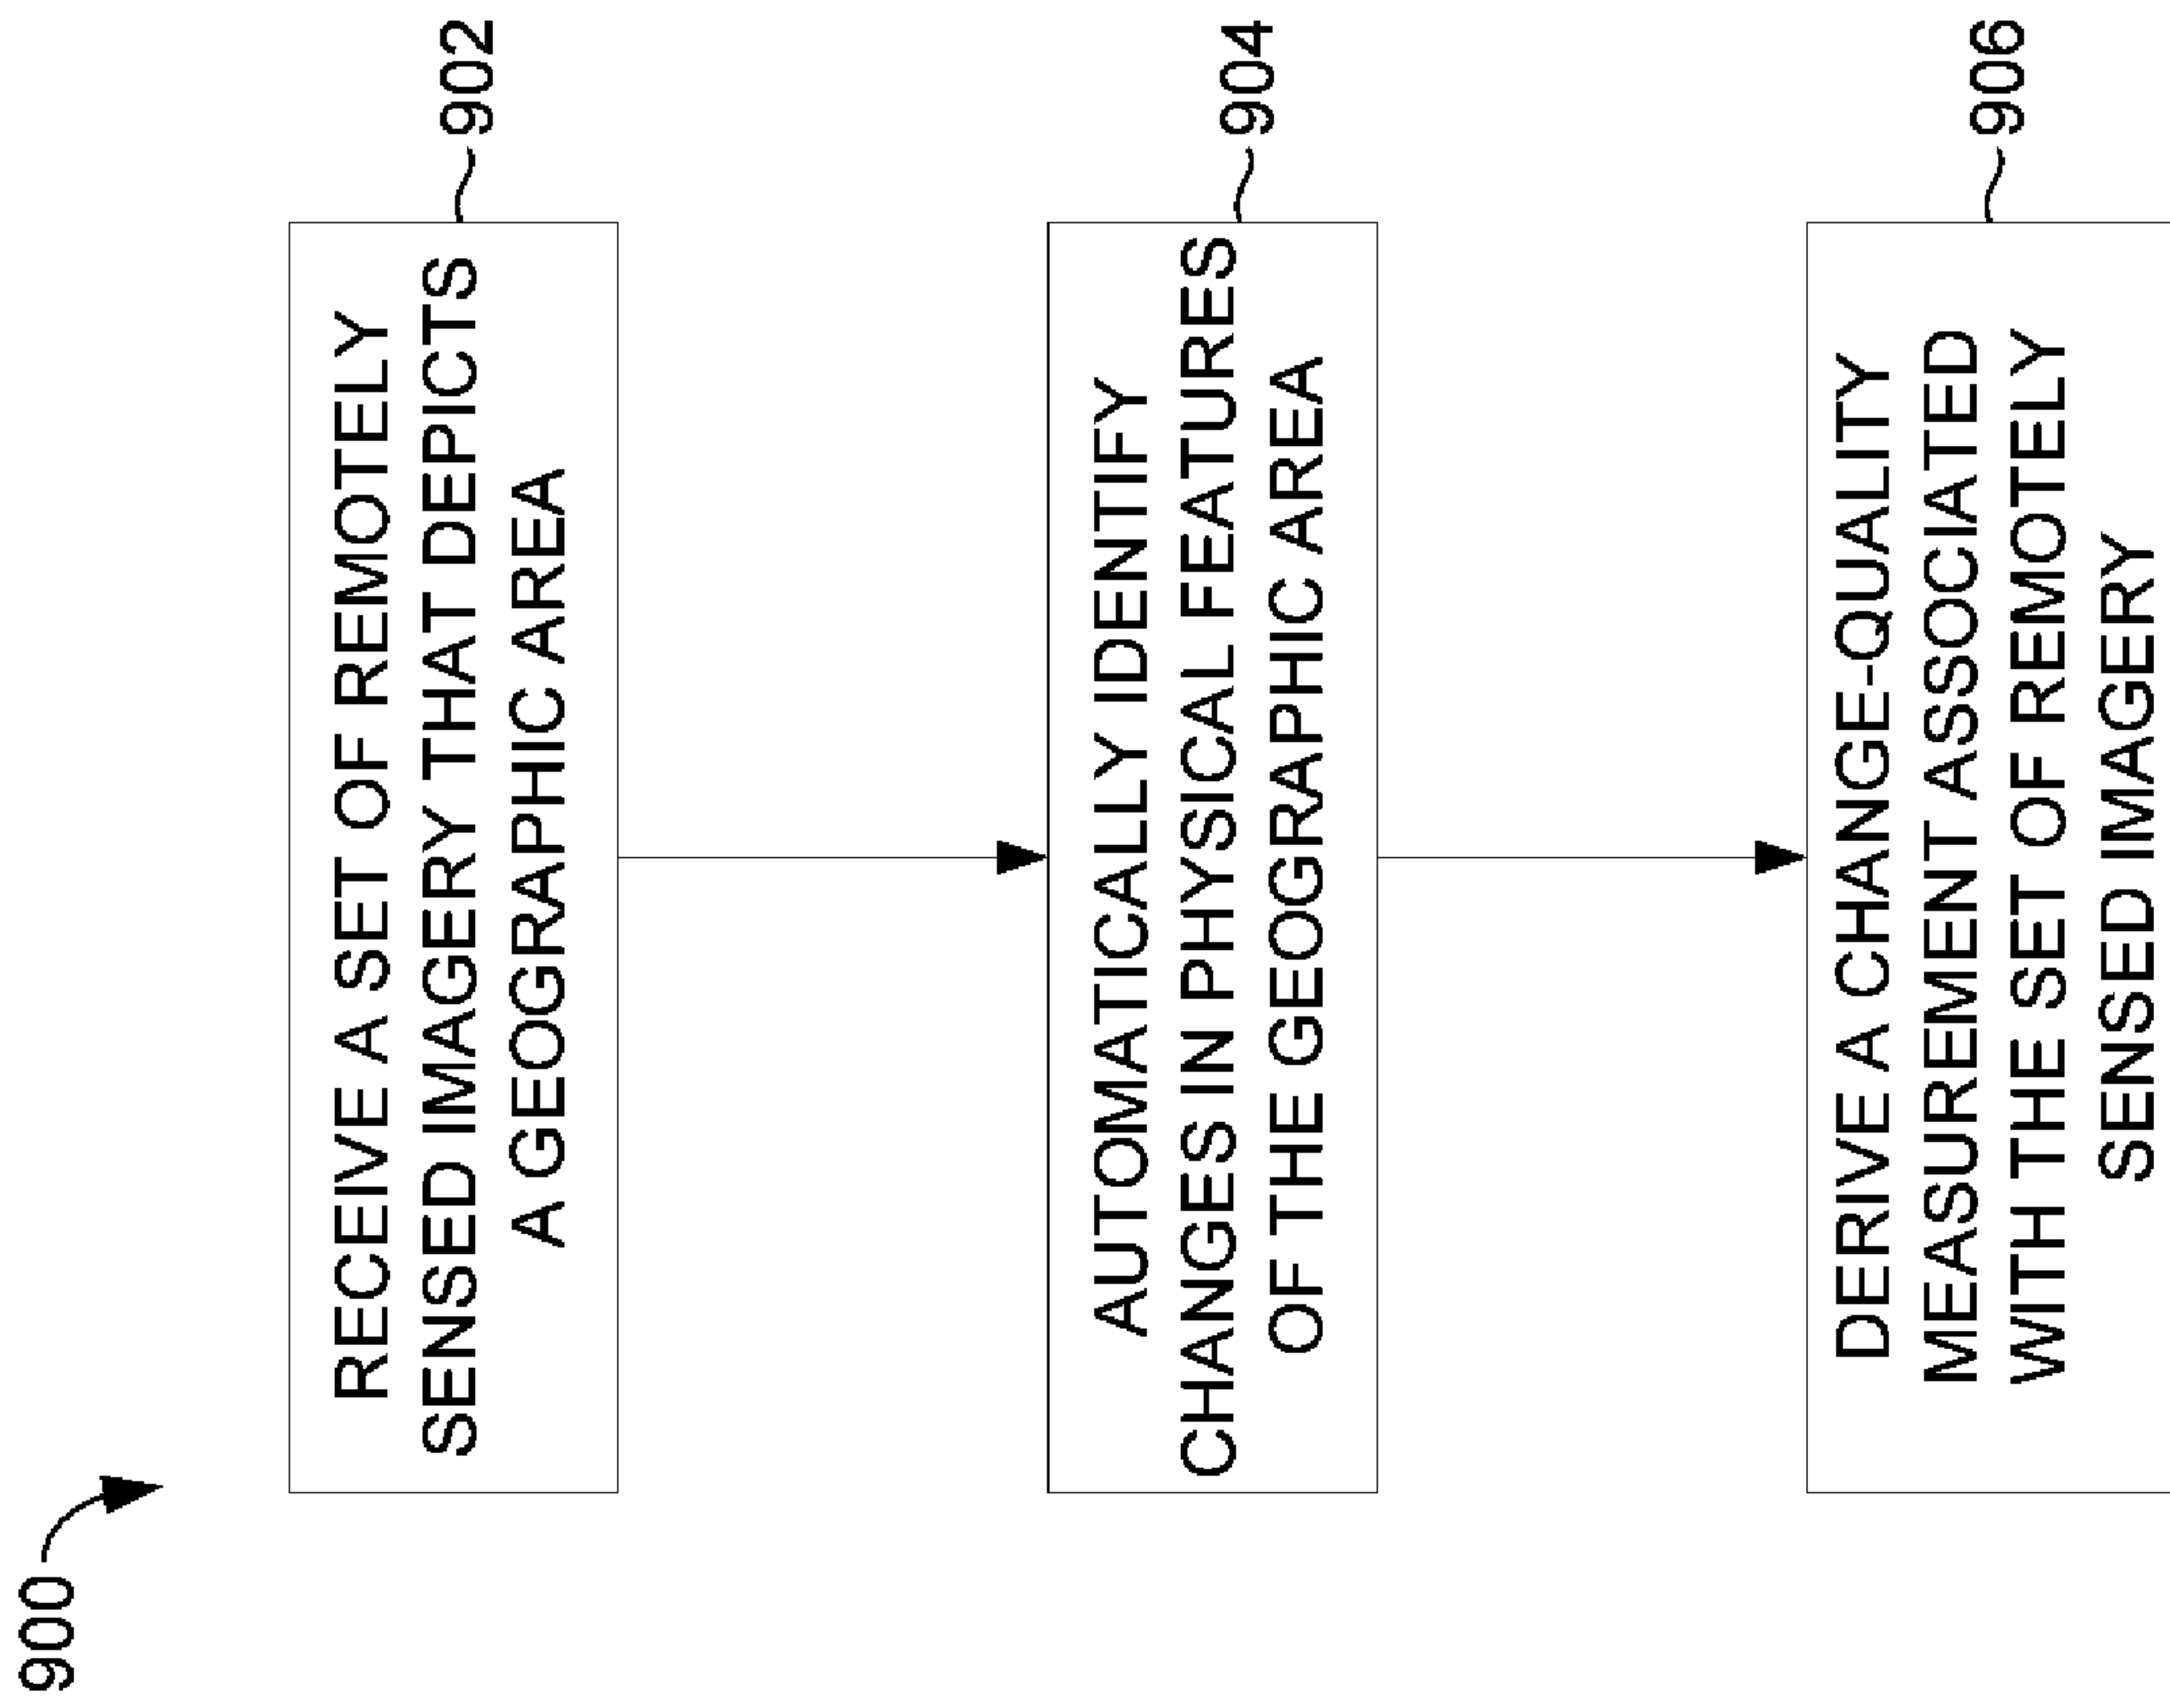 900
RECEIVE A SET OF REMOTELY
SENSED IMAGERY THAT DEPICTS
A GEOGRAPHIC AREA
902
AUTOMATICALLY IDENTIFY
CHANGES IN PHYSICAL FEATURES
OF THE GEOGRAPHIC AREA
904
DERIVE A CHANGE-QUALITY
MEASUREMENT ASSOCIATED
WITH THE SET OF REMOTELY
SENSED IMAGERY
906